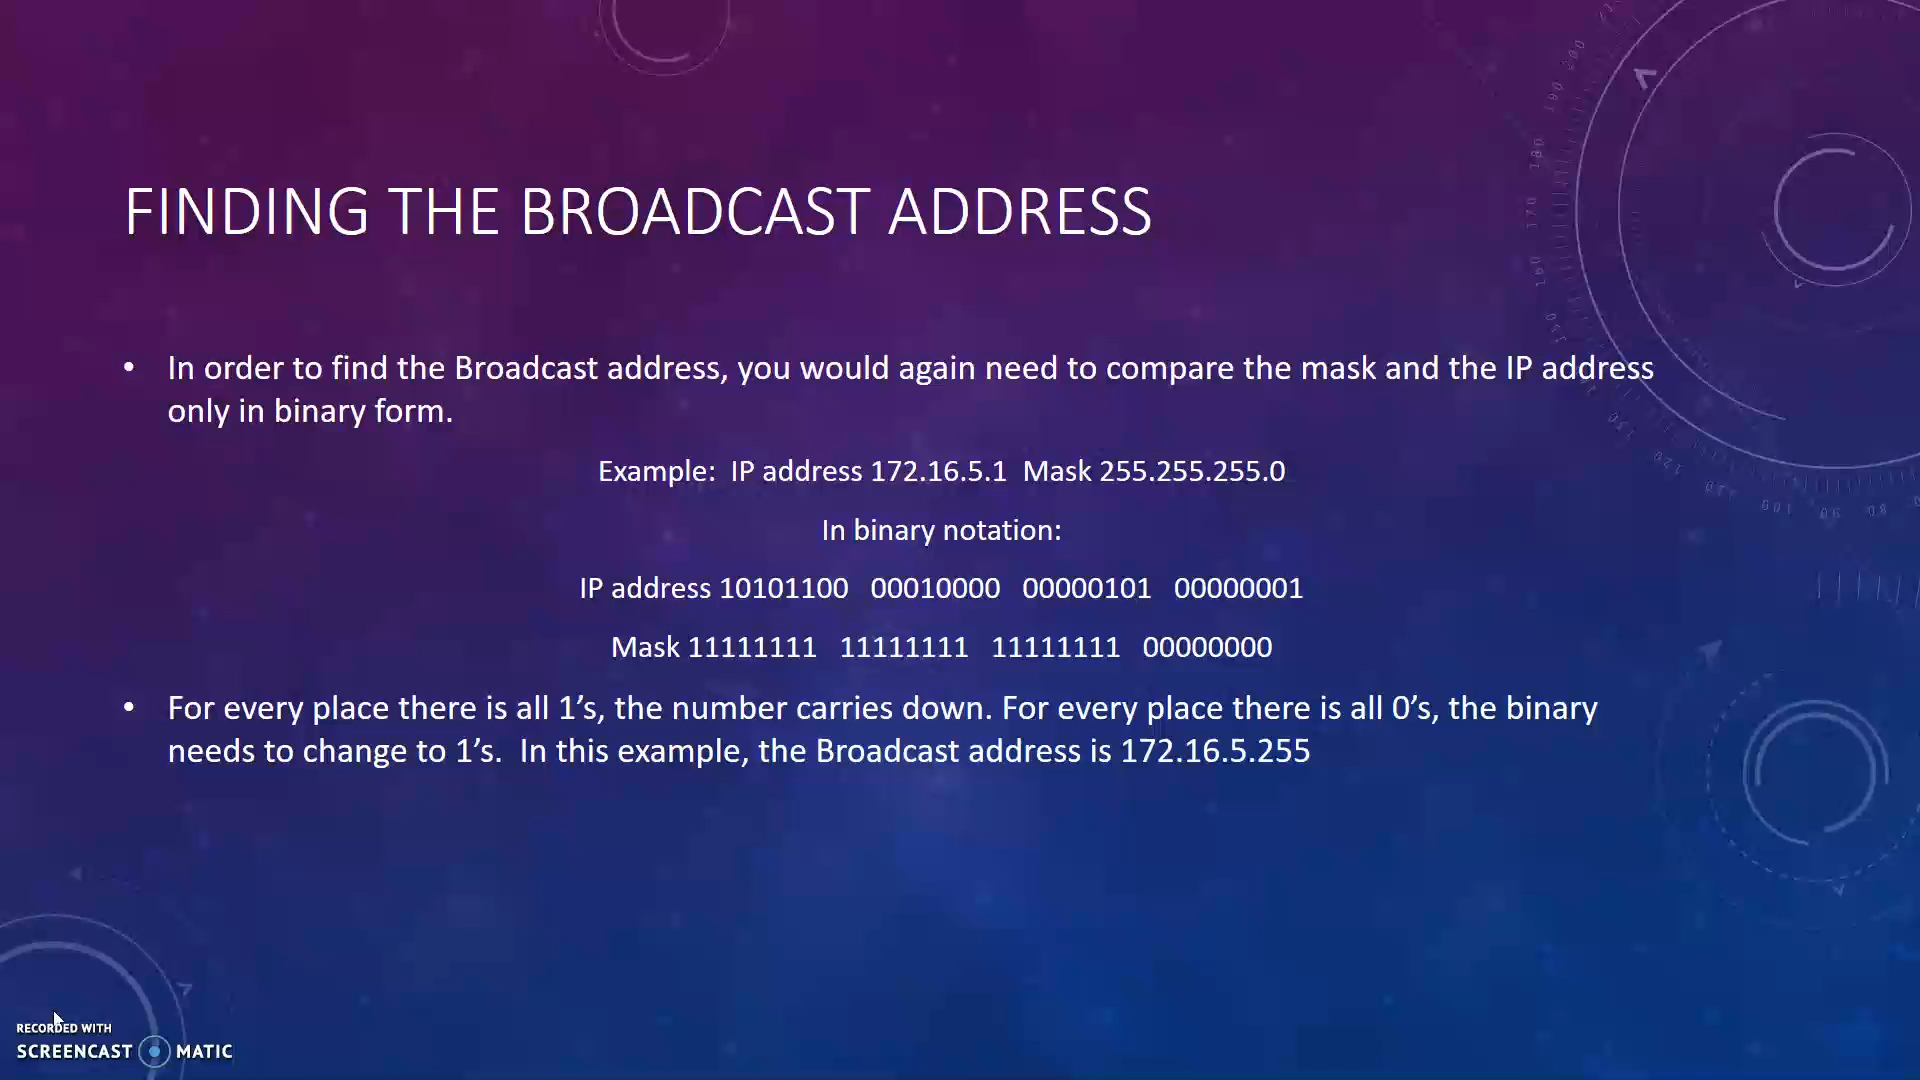 FINDING THE BROADCAST ADDRESS
• In order to find the Broadcast address, you would again need to compare the mask and the IP address
only in binary form.
Example:  IP address 172.16.5.1  Mask 255.255.255.0
In binary notation:
IP address 10101100   00010000   00000101   00000001
Mask 11111111   11111111   11111111   00000000
• For every place there is all 1’s, the number carries down. For every place there is all 0’s, the binary
needs to change to 1’s.  In this example, the Broadcast address is 172.16.5.255
RECORDED WITH
SCREENCAST MATIC